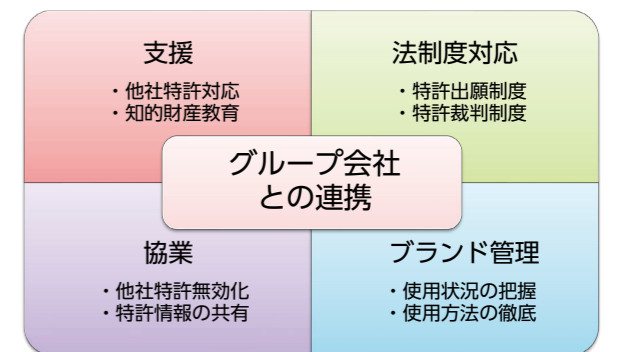 支援
・他社特許対応
・知的財産教育
法制度対応
・特許出願制度
・特許裁判制度
グループ会社
との連携
協業
・他社特許無効化
・特許情報の共有
ブランド管理
・使用状況の把握
・使用方法の徹底